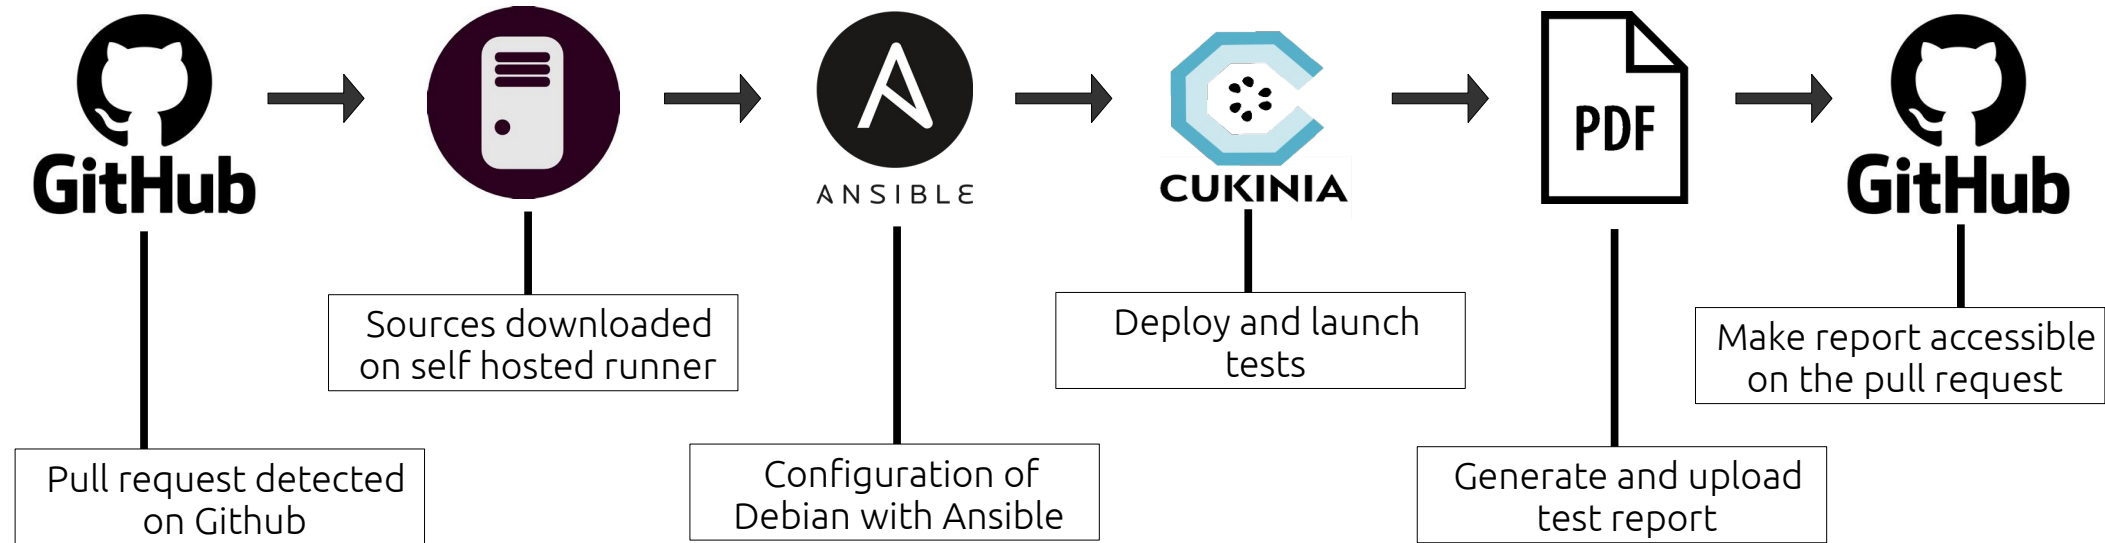 GitHub
ANSIBLE
CUKINIA
PDF
GitHub
Sources downloaded
on self hosted runner
Deploy and launch
tests
Make report accessible
on the pull request
Pull request detected
on Github
Configuration of
Debian with Ansible
Generate and upload
test report